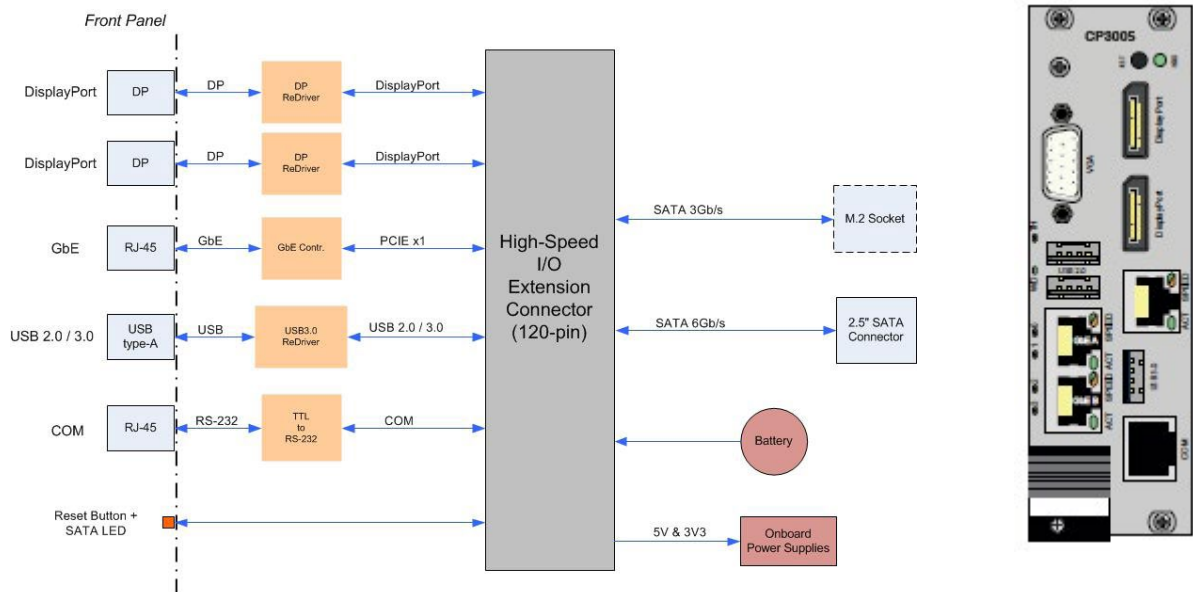 Front Panel
DisplayPort
DP
DP
DP
ReDriver
DisplayPort
DisplayPort
DP
DP
DP
ReDriver
DisplayPort
GbE
RJ-45
GbE
GbE Contr.
PCIE x1
USB 2.0 / 3.0
USB
type-A
USB
USB3.0
ReDriver
USB 2.0 / 3.0
COM
RJ-45
RS-232
TTL
to
RS-232
COM
Reset Button +
SATA LED
High-Speed
I/O
Extension
Connector
(120-pin)
SATA 3Gb/s
M.2 Socket
SATA 6Gb/s
2.5" SATA
Connector
Battery
5V & 3V3
Onboard
Power Supplies
CP3005
DisplayPort
VGA
DisplayPort
USB 2.0
SPEED
ACT
SPEED
ACT
SPEED
ACT
COM